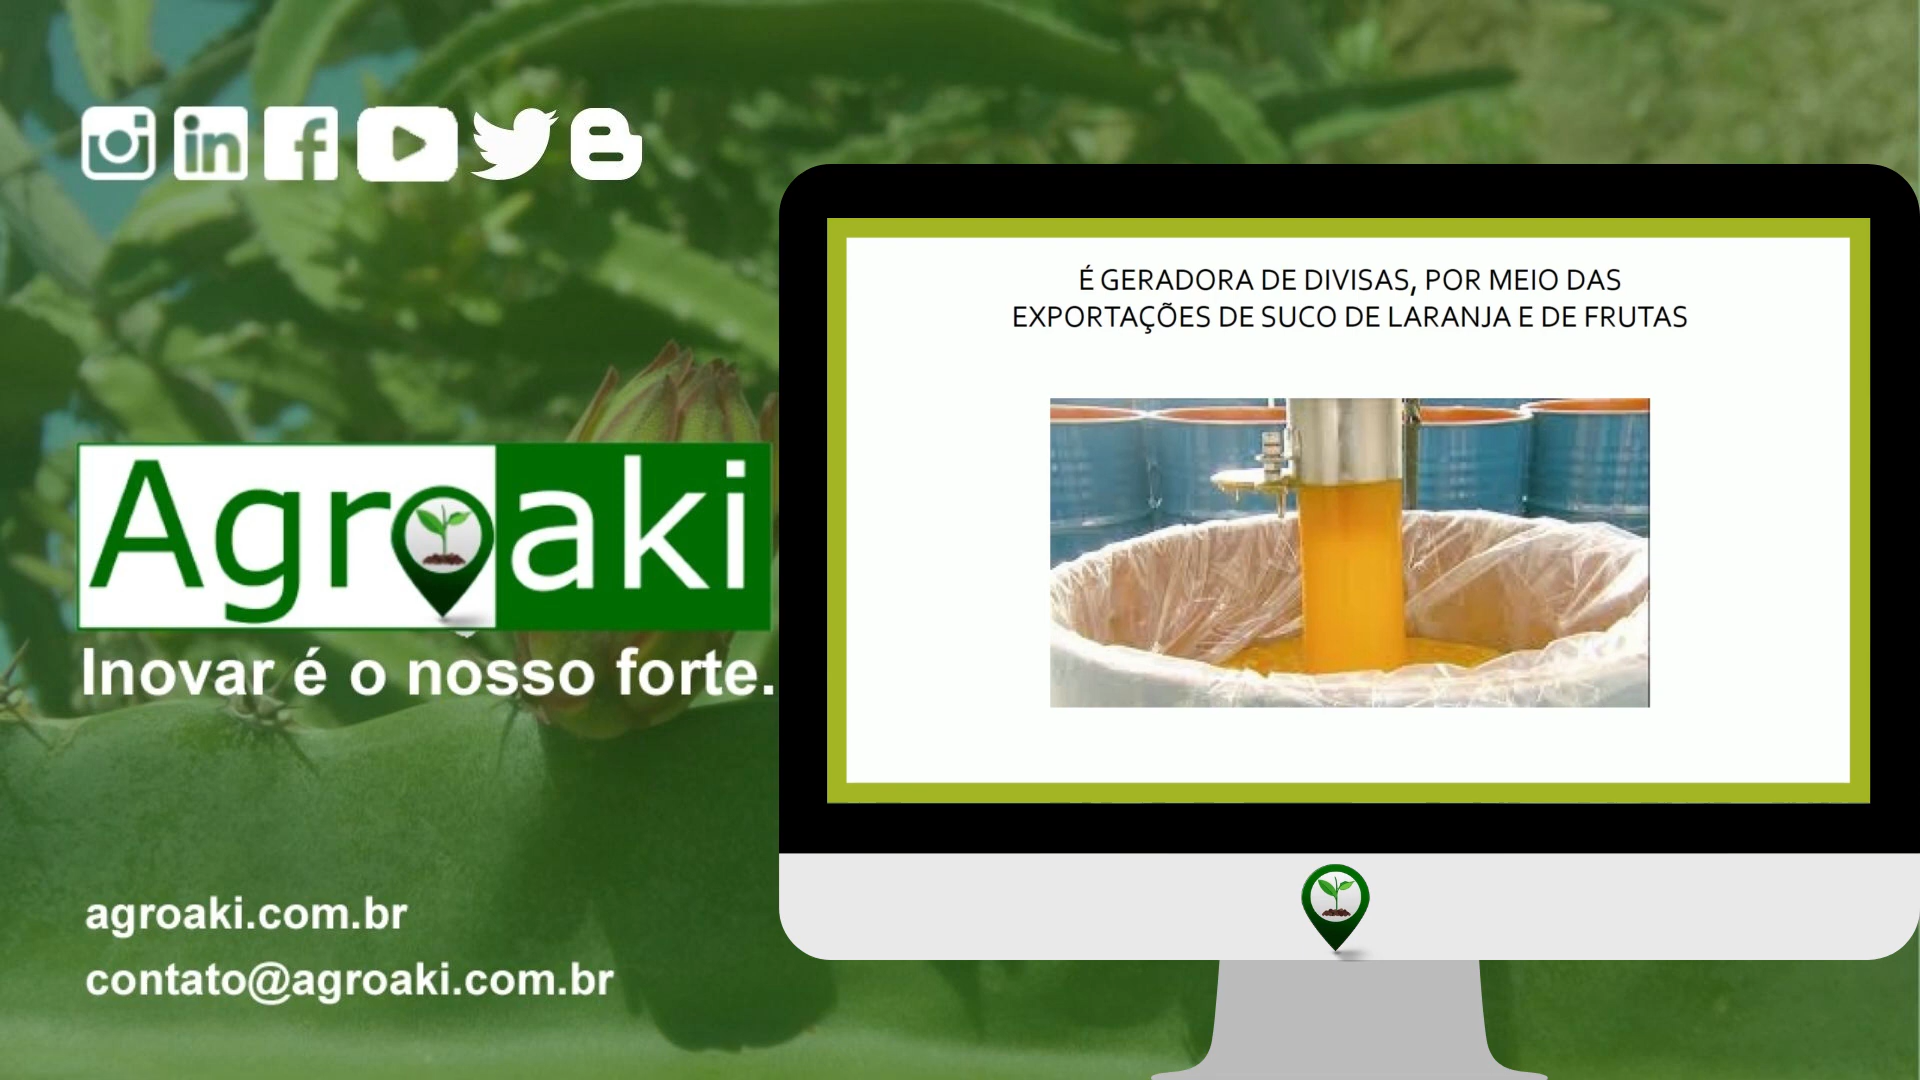 Agroaki
Inovar é o nosso forte.
agroaki.com.br
contato@agroaki.com.br
É GERADORA DE DIVISAS, POR MEIO DAS
EXPORTAÇÕES DE SUCO DE LARANJA E DE FRUTAS